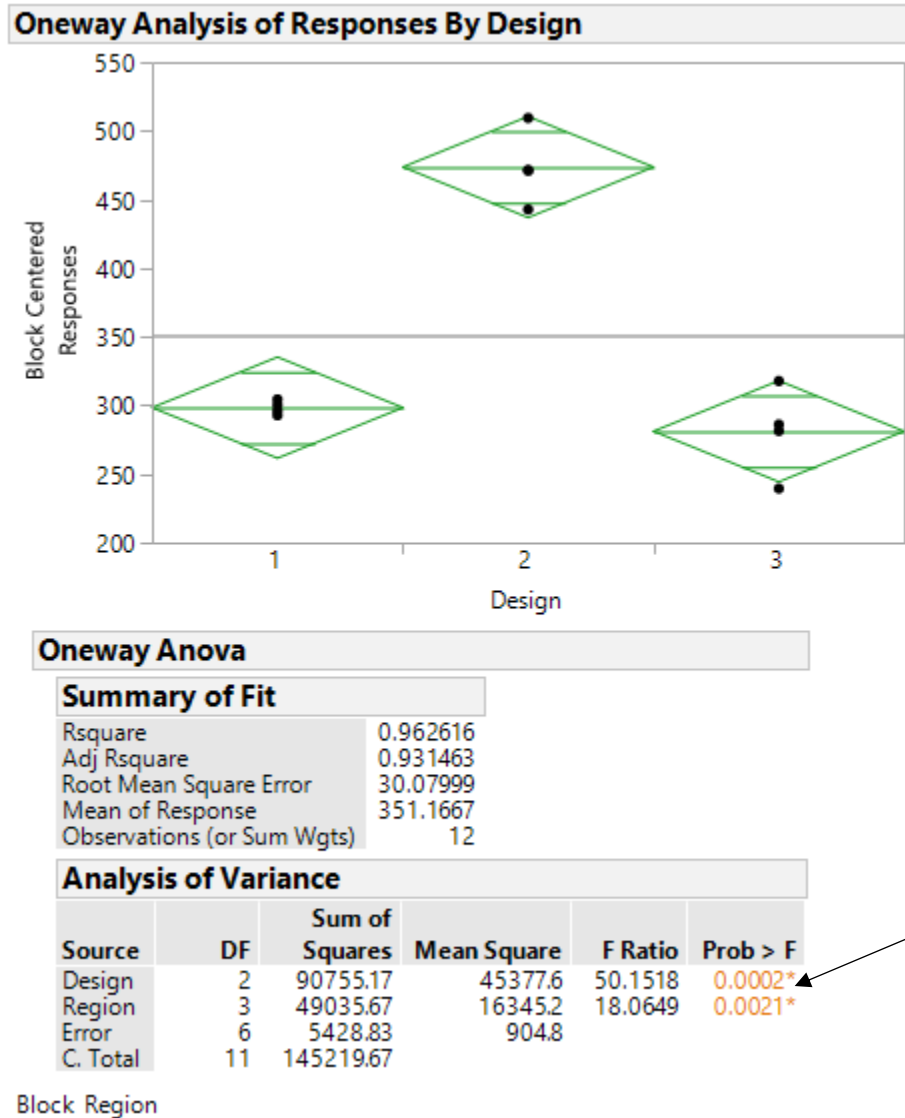 Oneway Analysis of Responses By Design
550
500
450
400
350
300
250
200
Block Centered
Responses
1 2 3
Design
Oneway Anova
Summary of Fit
Rsquare 0.962616
Adj Rsquare 0.931463
Root Mean Square Error 30.07999
Mean of Response 351.1667
Observations (or Sum Wgts) 12
Analysis of Variance
Sum of
Source DF Squares Mean Square F Ratio Prob > F
Design 2 90755.17 45377.6 50.1518 0.0002*
Region 3 49035.67 16345.2 18.0649 0.0021*
Error 6 5428.83 904.8
C. Total 11 145219.67
Block Region